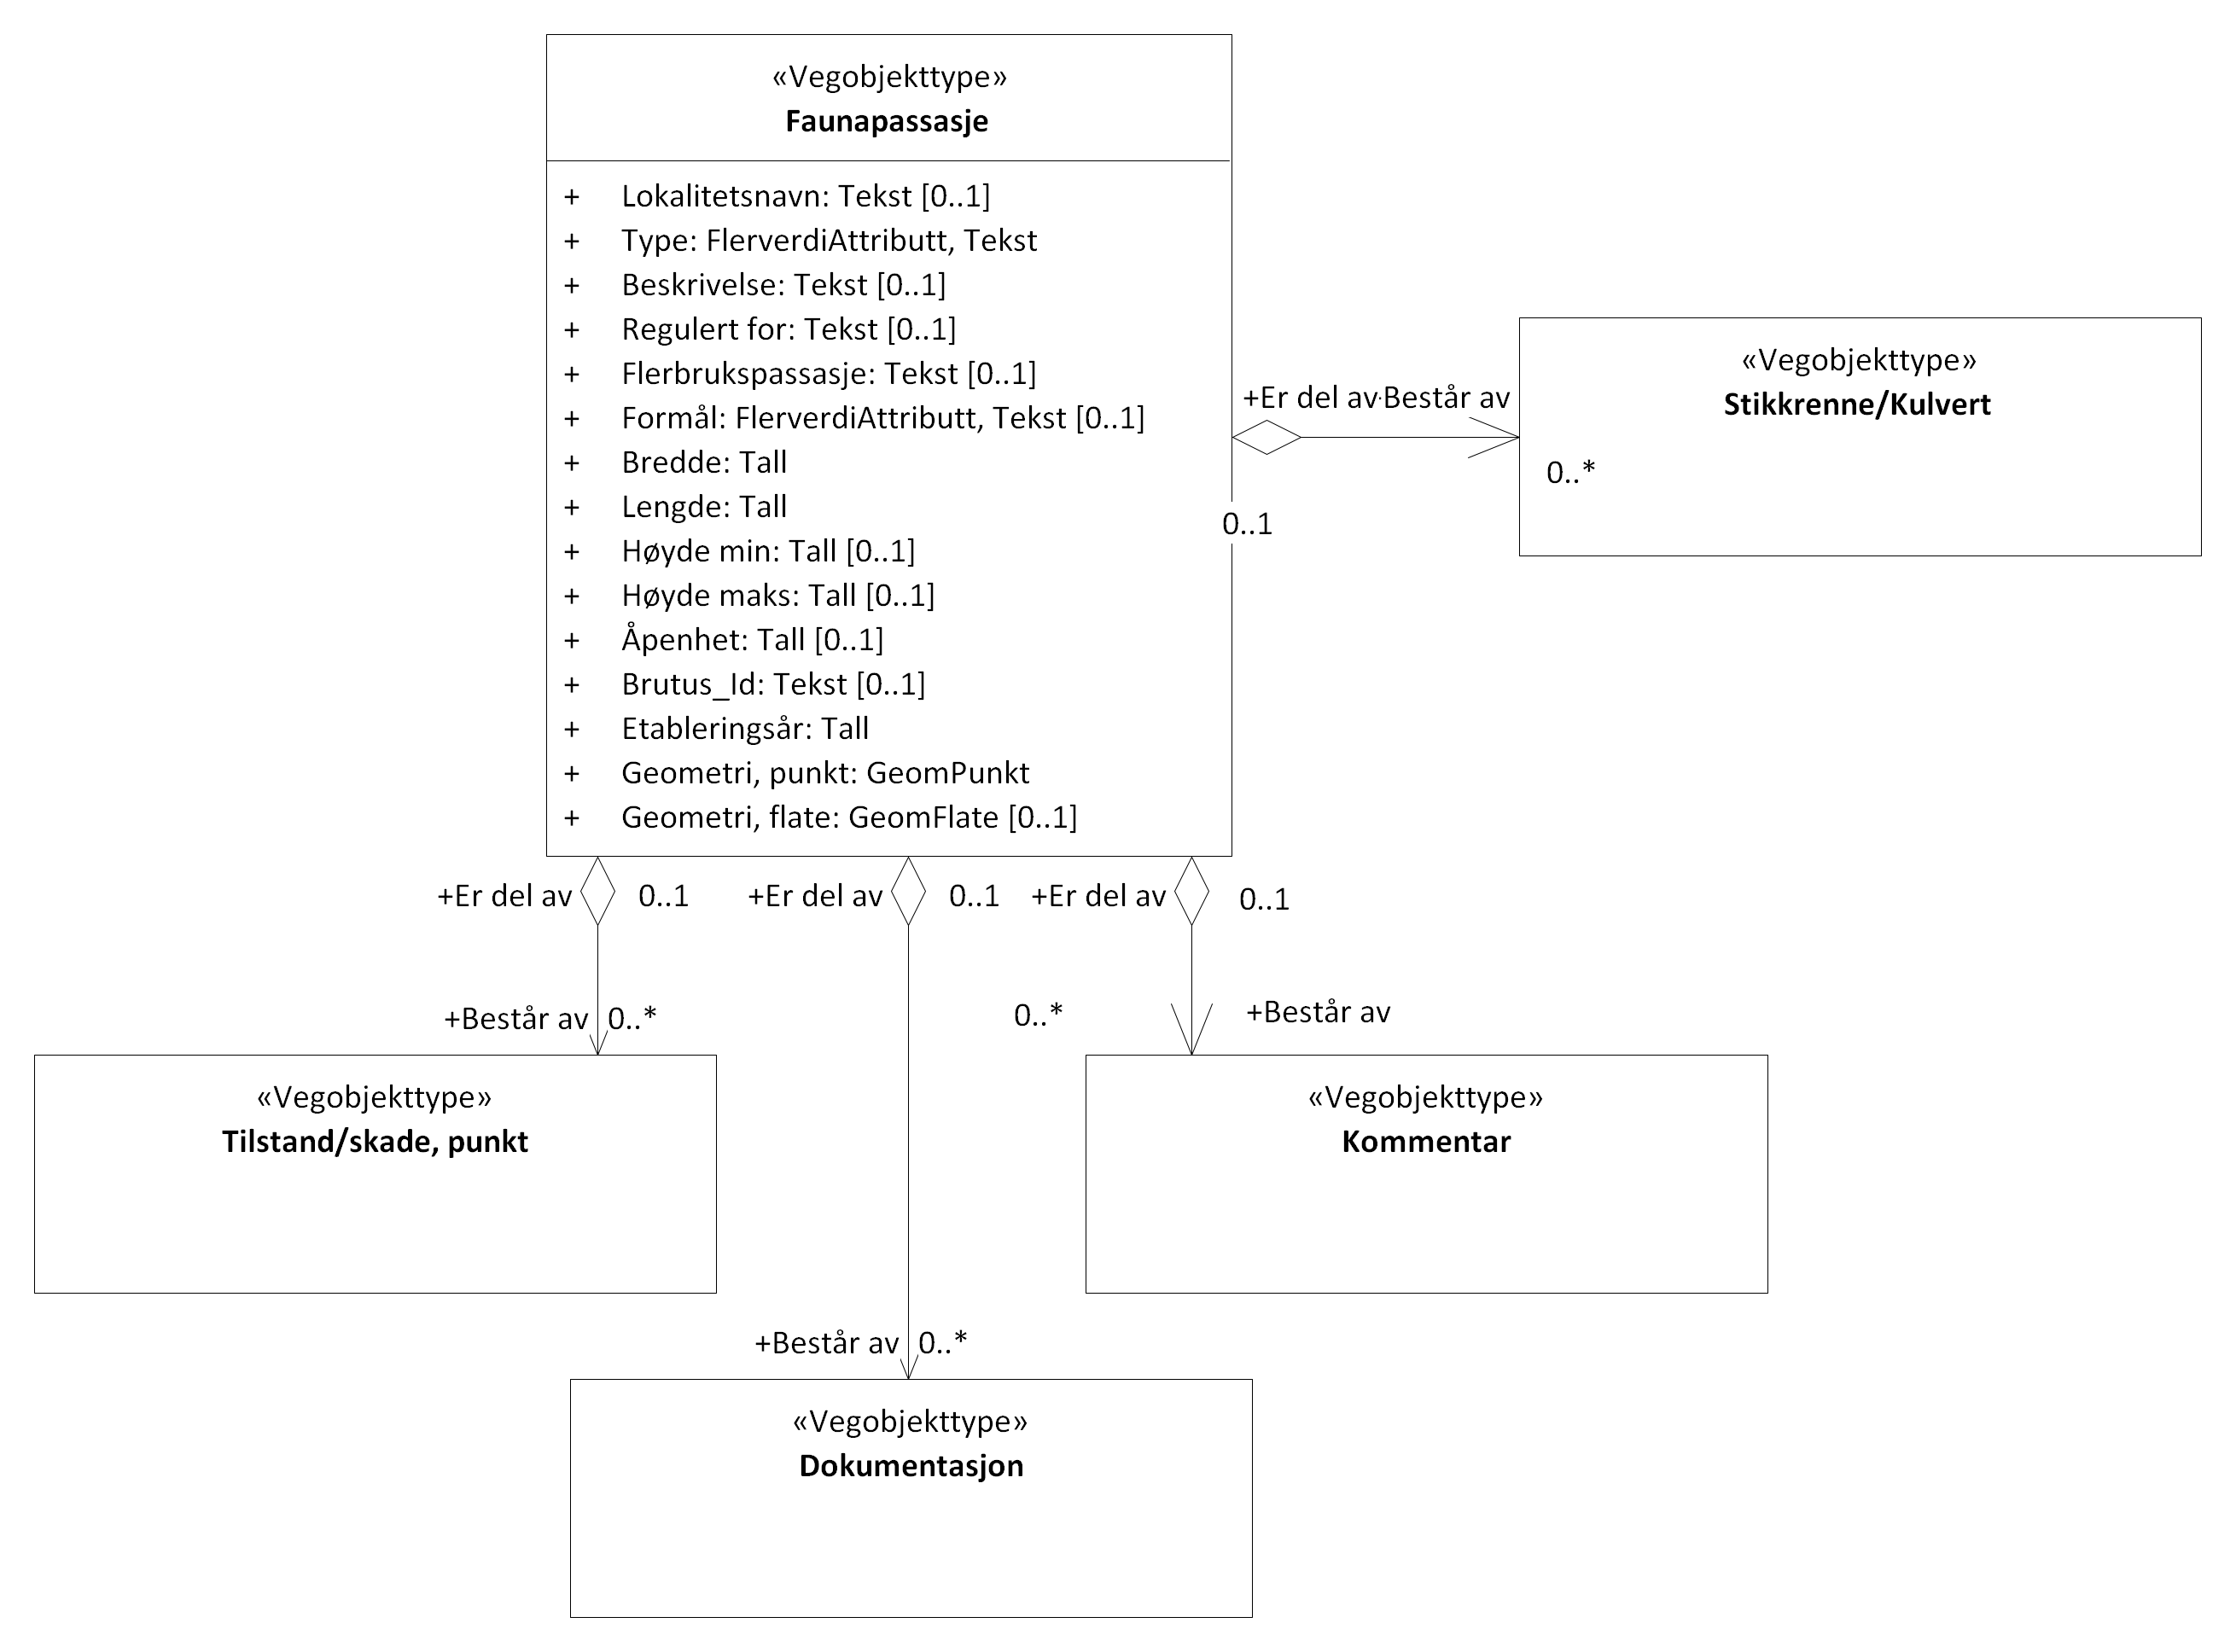 «Vegobjekttype»
Faunapassasje
+ Lokalitetsnavn: Tekst [0..1]
+ Type: FlerverdiAttributt, Tekst
+ Beskrivelse: Tekst [0..1]
+ Regulert for: Tekst [0..1]
+ Flerbrukspassasje: Tekst [0..1]
+ Formål: FlerverdiAttributt, Tekst [0..1]
+ Bredde: Tall
+ Lengde: Tall
+ Høyde min: Tall [0..1]
+ Høyde maks: Tall [0..1]
+ Åpenhet: Tall [0..1]
+ Brutus_Id: Tekst [0..1]
+ Etableringsår: Tall
+ Geometri, punkt: GeomPunkt
+ Geometri, flate: GeomFlate [0..1]
+Er del av
Består av
0..1
0..*
«Vegobjekttype»
Stikkrenne/Kulvert
+Er del av 0..1
+Er del av 0..1
+Er del av 0..1
+Består av 0..*
0..* +Består av
«Vegobjekttype»
Tilstand/skade, punkt
«Vegobjekttype»
Kommentar
+Består av 0..*
«Vegobjekttype»
Dokumentasjon